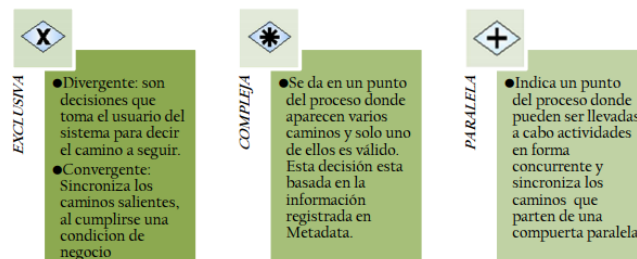 EXCLUSIVA
●Divergente: son
decisiones que
toma el usuario del
sistema para decir
el camino a seguir.
●Convergente:
Sincroniza los
caminos salientes,
al cumplirse una
condicion de
negocio
COMPLEJA
●Se da en un punto
del proceso donde
aparecen varios
caminos y solo uno
de ellos es válido.
Esta decisión esta
basada en la
información
registrada en
Metadata.
PARALELA
●Indica un punto
del proceso donde
pueden ser llevadas
a cabo actividades
en forma
concurrente y
sincroniza los
caminos que
parten de una
compuerta paralela